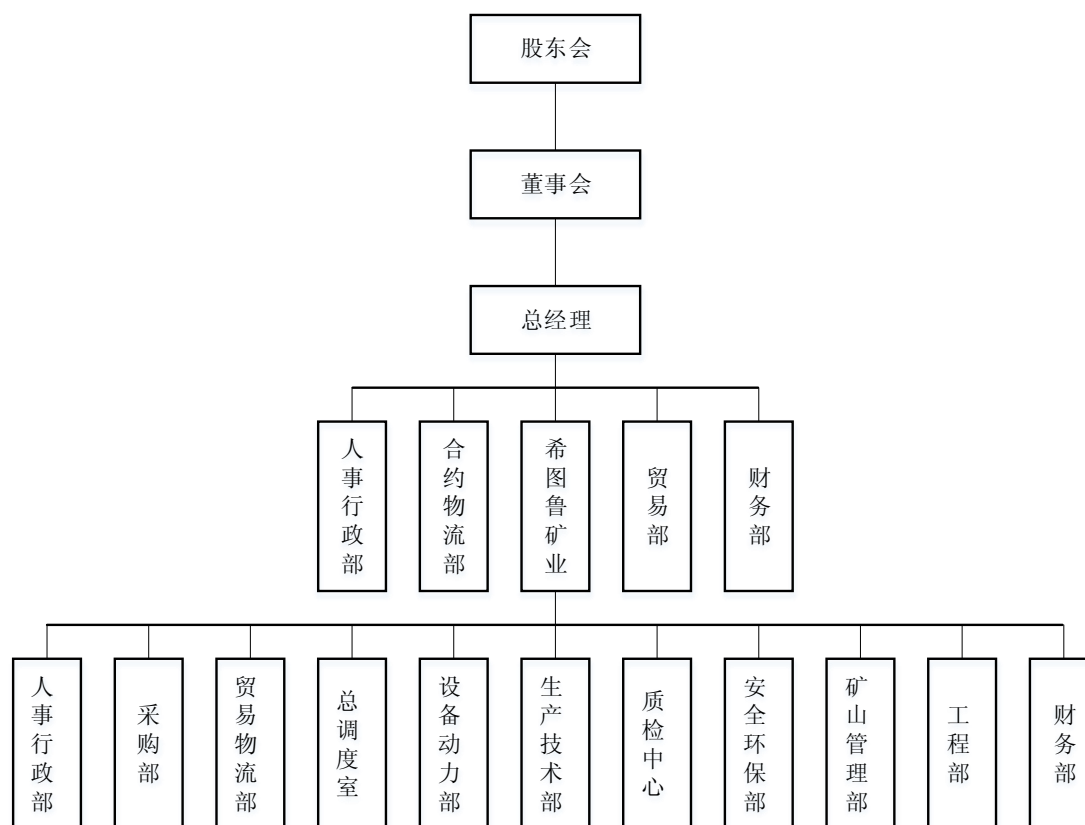 股东会
董事会
总经理
人事行政部
合约物流部
希图鲁矿业
贸易部
财务部
人事行政部
采购部
贸易物流部
总调度室
设备动力部
生产技术部
质检中心
安全环保部
矿山管理部
工程部
财务部